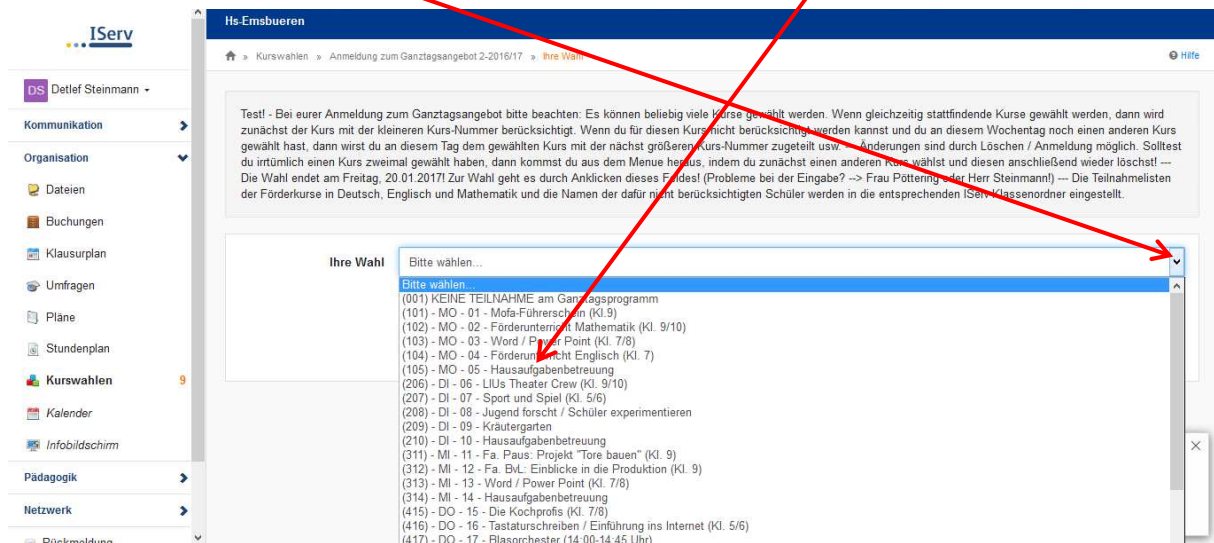 IServ
Hs-Emsbueren
» Kurswahlen » Anmeldung zum Ganztagsangebot 2-2016/17 » Ihre Wahl
Hilfe
DS Detlef Steinmann
Kommunikation
Organisation
Dateien
Buchungen
Klausurplan
Umfragen
Pläne
Stundenplan
Kurswahlen 9
Kalender
Infobildschirm
Pädagogik
Netzwerk
Rückmeldung
Test! - Bei eurer Anmeldung zum Ganztagsangebot bitte beachten: Es können beliebig viele Kurse gewählt werden. Wenn gleichzeitig stattfindende Kurse gewählt werden, dann wird
zunächst der Kurs mit der kleineren Kurs-Nummer berücksichtigt. Wenn du für diesen Kurs nicht berücksichtigt werden kannst und du an diesem Wochentag noch einen anderen Kurs
gewählt hast, dann wirst du an diesem Tag dem gewählten Kurs mit der nächst größeren Kurs-Nummer zugeteilt usw. --- Änderungen sind durch Löschen / Anmeldung möglich. Solltest
du irrtümlich einen Kurs zweimal gewählt haben, dann kommst du aus dem Menue heraus, indem du zunächst einen anderen Kurs wählst und diesen anschließend wieder löschst! ---
Die Wahl endet am Freitag, 20.01.2017! Zur Wahl geht es durch Anklicken dieses Feldes! (Probleme bei der Eingabe? --> Frau Pöttering oder Herr Steinmann!) --- Die Teilnahmelisten
der Förderkurse in Deutsch, Englisch und Mathematik und die Namen der dafür nicht berücksichtigten Schüler werden in die entsprechenden IServ-Klassenordner eingestellt.
Ihre Wahl Bitte wählen...
Bitte wählen...
(001) KEINE TEILNAHME am Ganztagsprogramm
(101) - MO - 01 - Mofa-Führerschein (Kl.9)
(102) - MO - 02 - Förderunterricht Mathematik (Kl. 9/10)
(103) - MO - 03 - Word / Power Point (Kl. 7/8)
(104) - MO - 04 - Förderunterricht Englisch (Kl. 7)
(105) - MO - 05 - Hausaufgabenbetreuung
(206) - DI - 06 - LIUs Theater Crew (Kl. 9/10)
(207) - DI - 07 - Sport und Spiel (Kl. 5/6)
(208) - DI - 08 - Jugend forscht / Schüler experimentieren
(209) - DI - 09 - Kräutergarten
(210) - DI - 10 - Hausaufgabenbetreuung
(311) - MI - 11 - Fa. Paus: Projekt "Tore bauen" (Kl. 9)
(312) - MI - 12 - Fa. BvL: Einblicke in die Produktion (Kl. 9)
(313) - MI - 13 - Word / Power Point (Kl. 7/8)
(314) - MI - 14 - Hausaufgabenbetreuung
(415) - DO - 15 - Die Kochprofis (Kl. 7/8)
(416) - DO - 16 - Tastaturschreiben / Einführung ins Internet (Kl. 5/6)
(417) - DO - 17 - Blasorchester (14:00-14:45 Uhr)